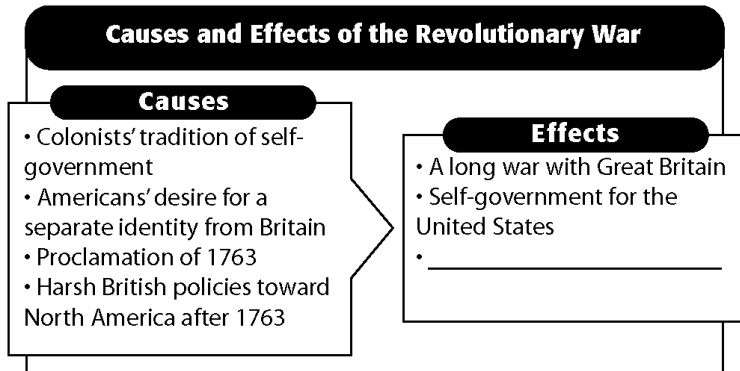 Causes and Effects of the Revolutionary War
Causes
• Colonists' tradition of self-
government
• Americans' desire for a
separate identity from Britain
• Proclamation of 1763
• Harsh British policies toward
North America after 1763
Effects
• A long war with Great Britain
• Self-government for the
United States
• ____________________